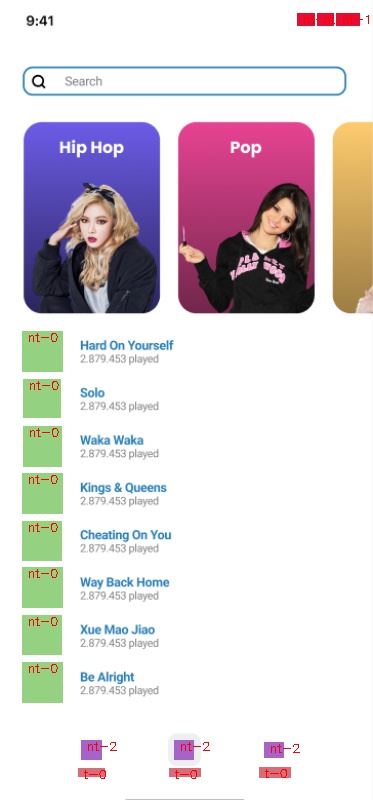 9:41
Search
Hip Hop
Pop
nt-0
Hard On Yourself
2.879.453 played
nt-0
Solo
2.879.453 played
nt-0
Waka Waka
2.879.453 played
nt-0
Kings & Queens
2.879.453 played
nt-0
Cheating On You
2.879.453 played
nt-0
Way Back Home
2.879.453 played
nt-0
Xue Mao Jiao
2.879.453 played
nt-0
Be Alright
2.879.453 played
nt-2 nt-2 nt-2
t-0 t-0 t-0